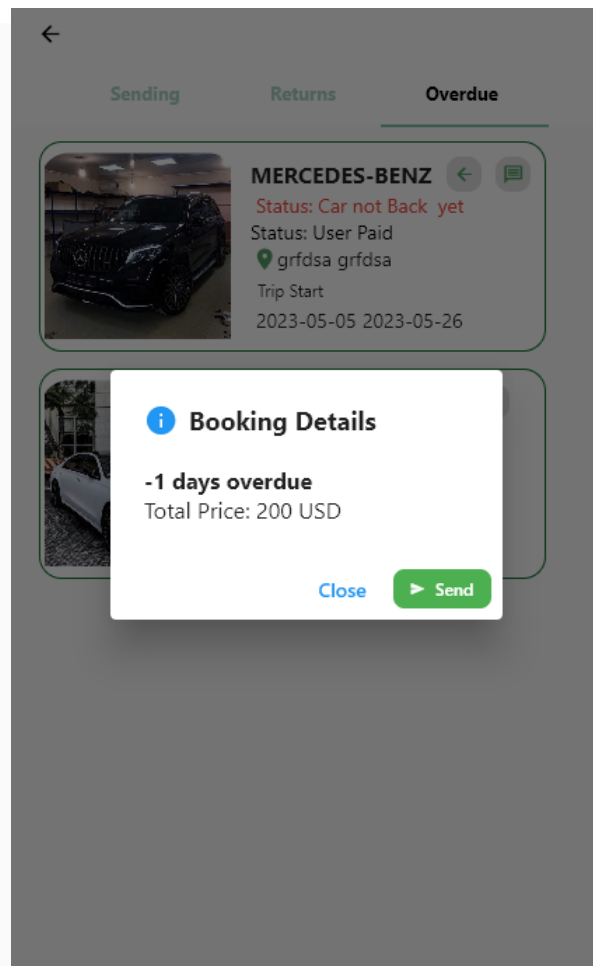 Sending Returns Overdue
MERCEDES-BENZ
Status: Car not Back yet
Status: User Paid
grfdsa grfdsa
Trip Start
2023-05-05 2023-05-26
Booking Details
-1 days overdue
Total Price: 200 USD
Close Send